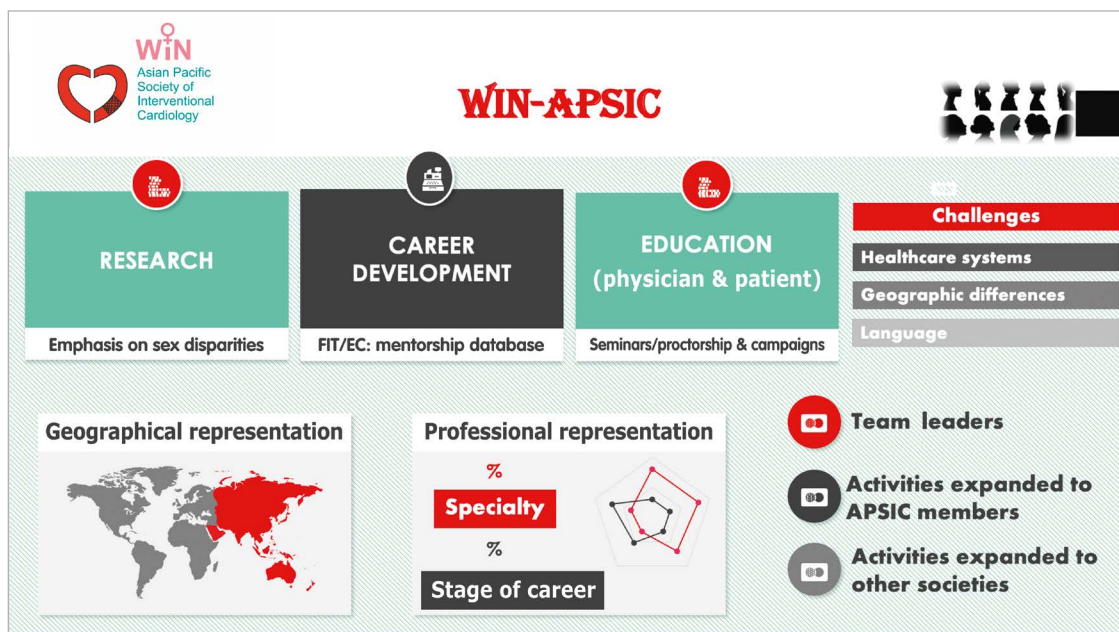 WiN
Asian Pacific
Society of
Interventional
Cardiology
WIN-APSIC
RESEARCH
Emphasis on sex disparities
CAREER
DEVELOPMENT
FIT/EC: mentorship database
EDUCATION
(physician & patient)
Seminars/proctorship & campaigns
Challenges
Healthcare systems
Geographic differences
Language
Geographical representation
Professional representation
%
Specialty
%
Stage of career
Team leaders
Activities expanded to
APSIC members
Activities expanded to
other societies